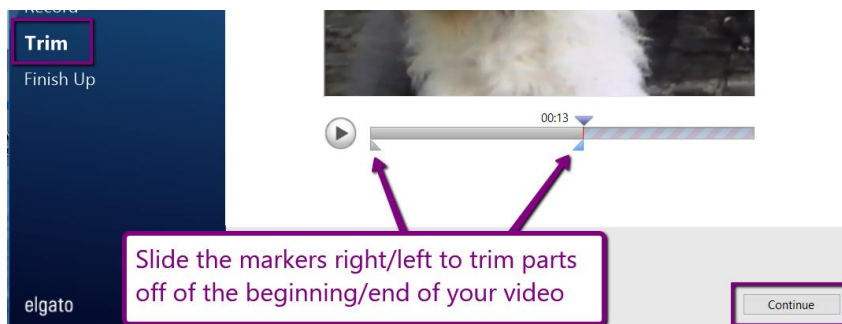 Record
Trim
Finish Up
00:13
Slide the markers right/left to trim parts
off of the beginning/end of your video
elgato
Continue